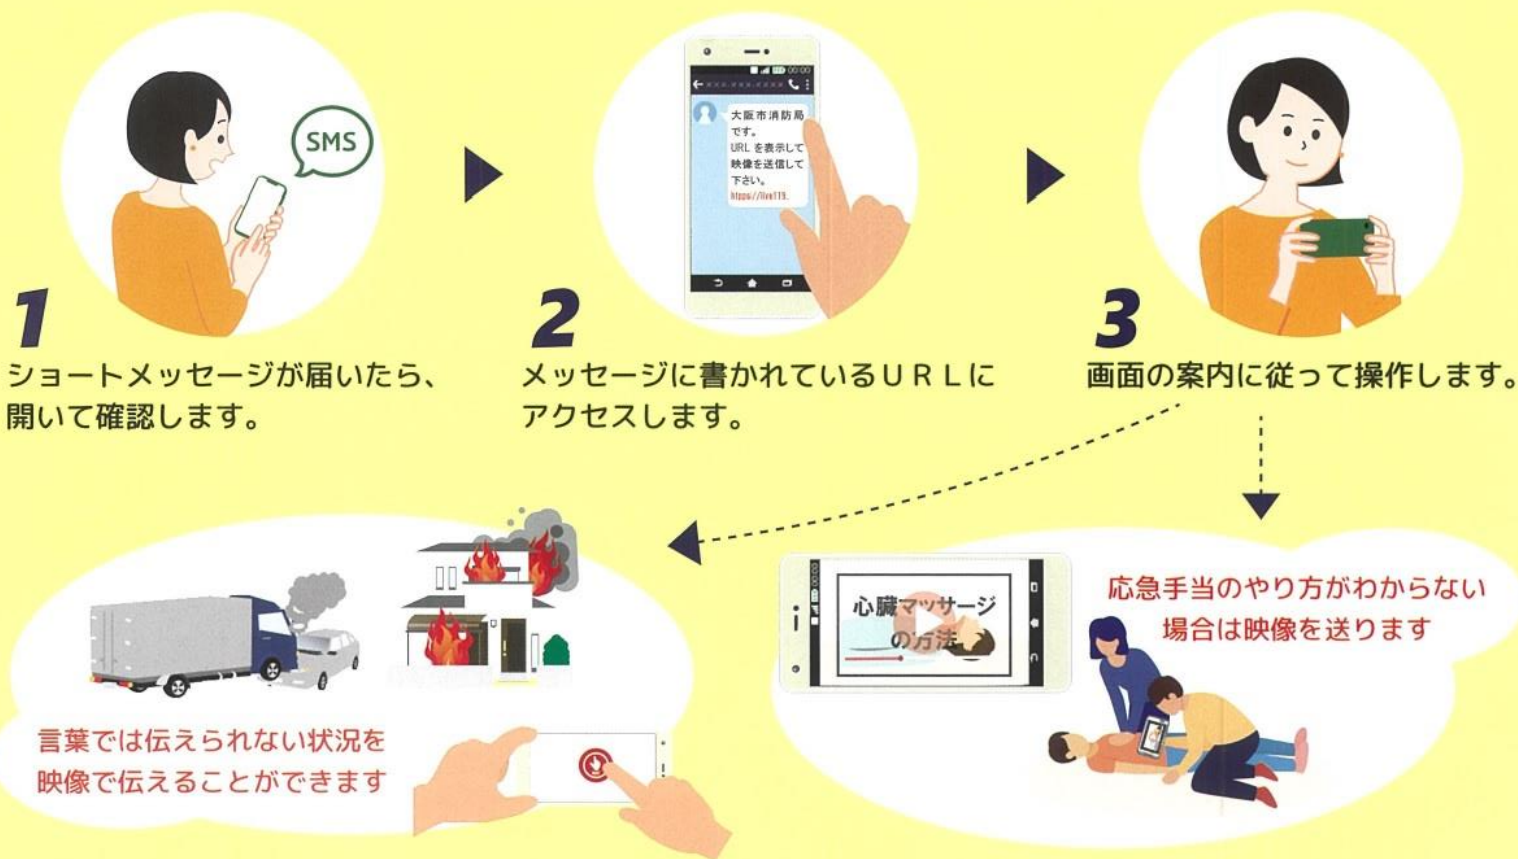 SMS
00:00
大阪市消防局
です。
URL を表示して
映像を送信して
下さい。
https://live119.
1
ショートメッセージが届いたら、
開いて確認します。
2
メッセージに書かれているＵＲＬに
アクセスします。
3
画面の案内に従って操作します。
言葉では伝えられない状況を
映像で伝えることができます
00:00
心臓マッサージ
の方法
応急手当のやり方がわからない
場合は映像を送ります